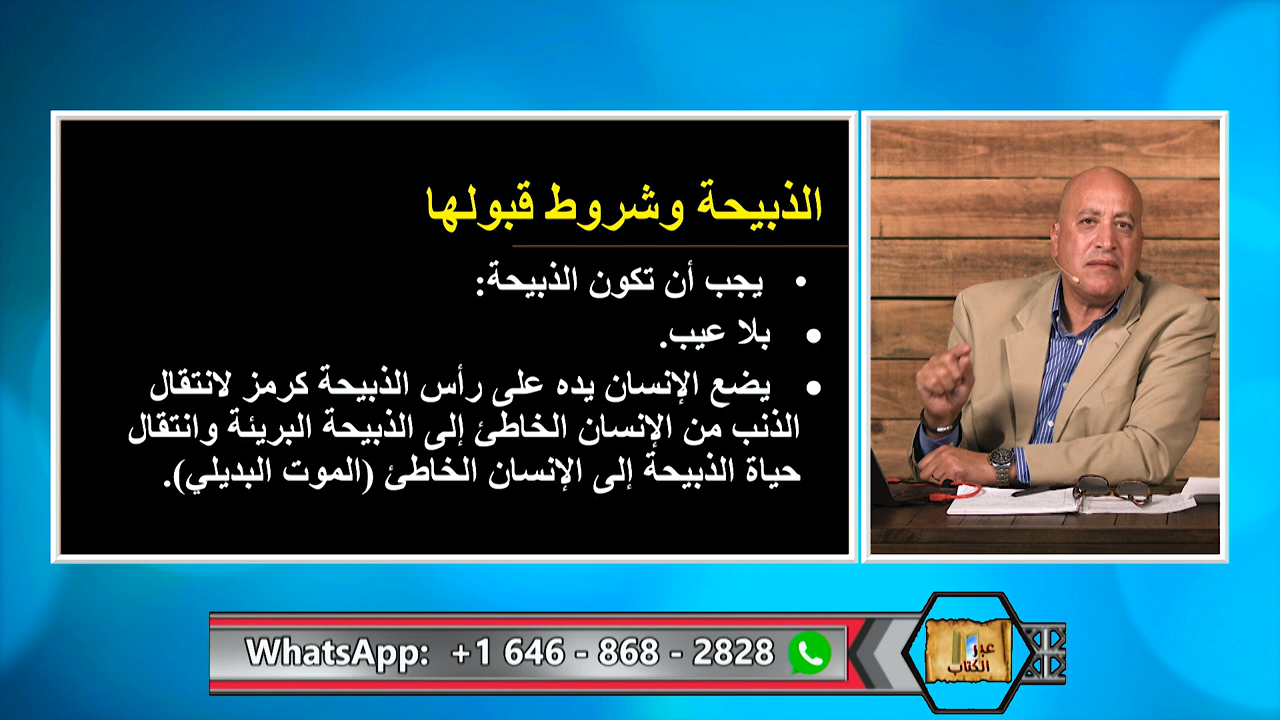 الذبيحة وشروط قبولها
• يجب أن تكون الذبيحة:
• بلا عيب.
• يضع الإنسان يده على رأس الذبيحة كرمز لانتقال
الذنب من الإنسان الخاطئ إلى الذبيحة البريئة وانتقال
حياة الذبيحة إلى الإنسان الخاطئ (الموت البديلي).
WhatsApp: +1 646 - 868 - 2828
عبر
الكتاب